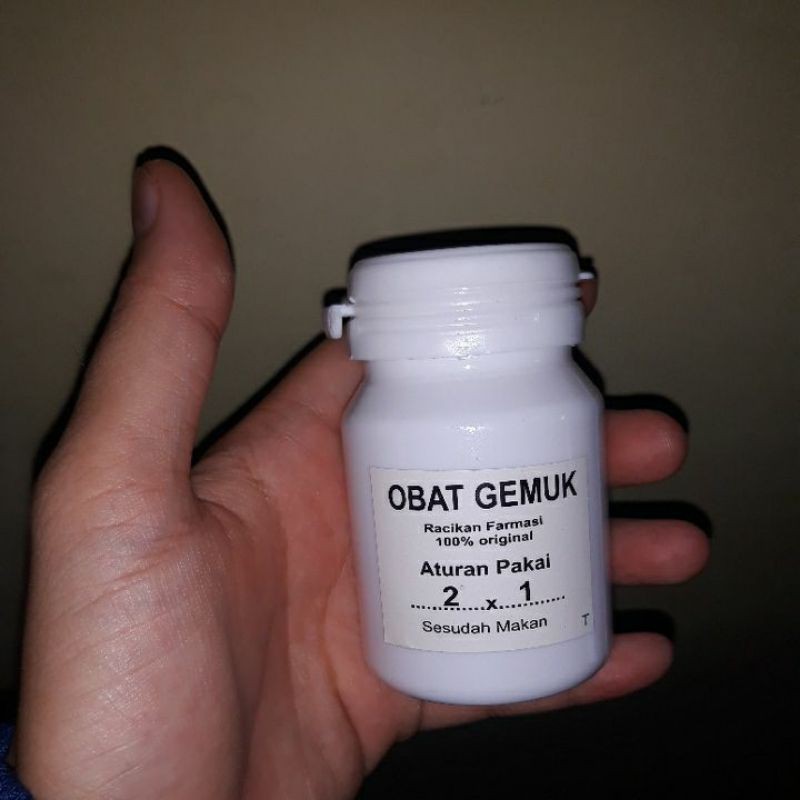 OBAT GEMUK
Racikan Farmasi
100% original
Aturan Pakai
......2......x...1.......
Sesudah Makan T